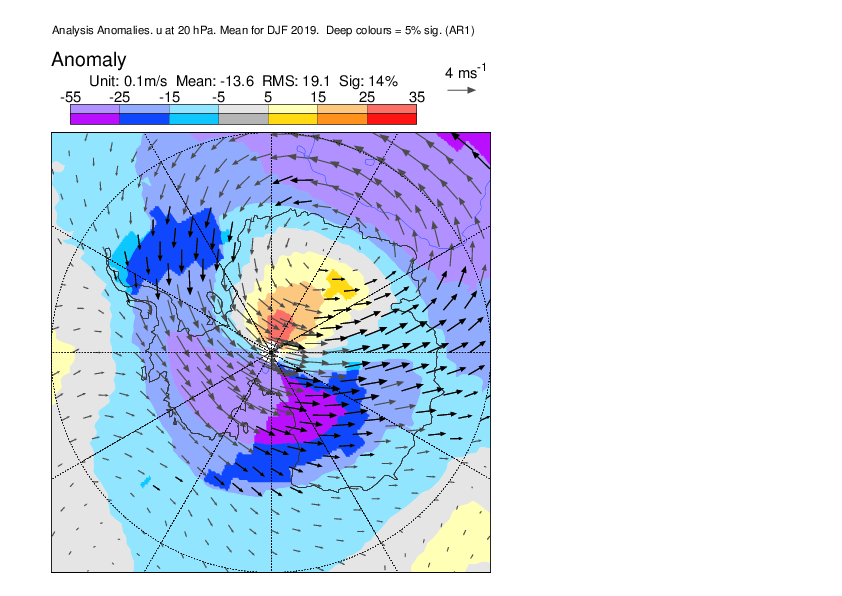 Analysis Anomalies. u at 20 hPa. Mean for DJF 2019.  Deep colours = 5% sig. (AR1)
Anomaly
4 ms-1
Unit: 0.1m/s  Mean: -13.6  RMS: 19.1  Sig: 14%
-55 -25 -15 -5 5 15 25 35